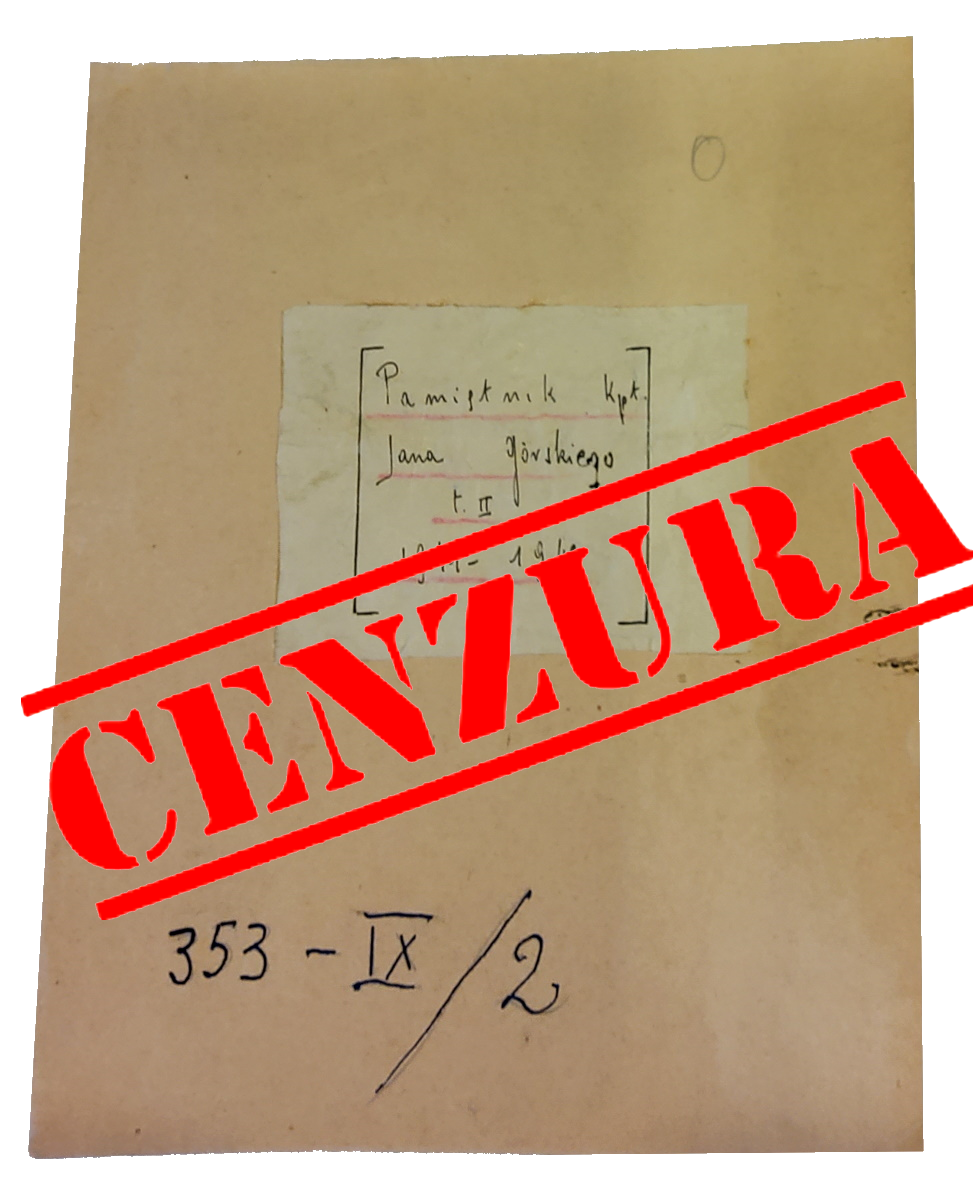 O
Pamiętnik kpt.
Jana Górskiego
t. II
CENZURA
353 - IX/2